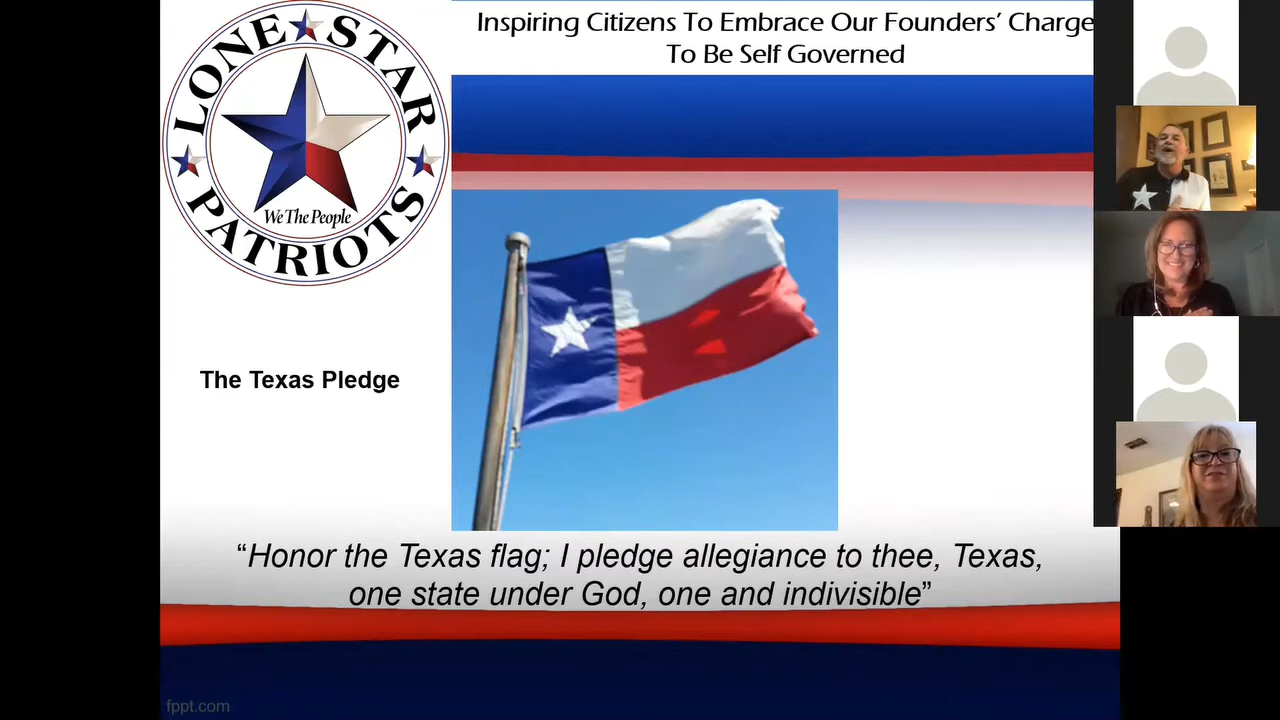 LONE STAR
PATRIOTS
We The People
Inspiring Citizens To Embrace Our Founders’ Charge
To Be Self Governed
The Texas Pledge
“Honor the Texas flag; I pledge allegiance to thee, Texas,
one state under God, one and indivisible”
fppt.com